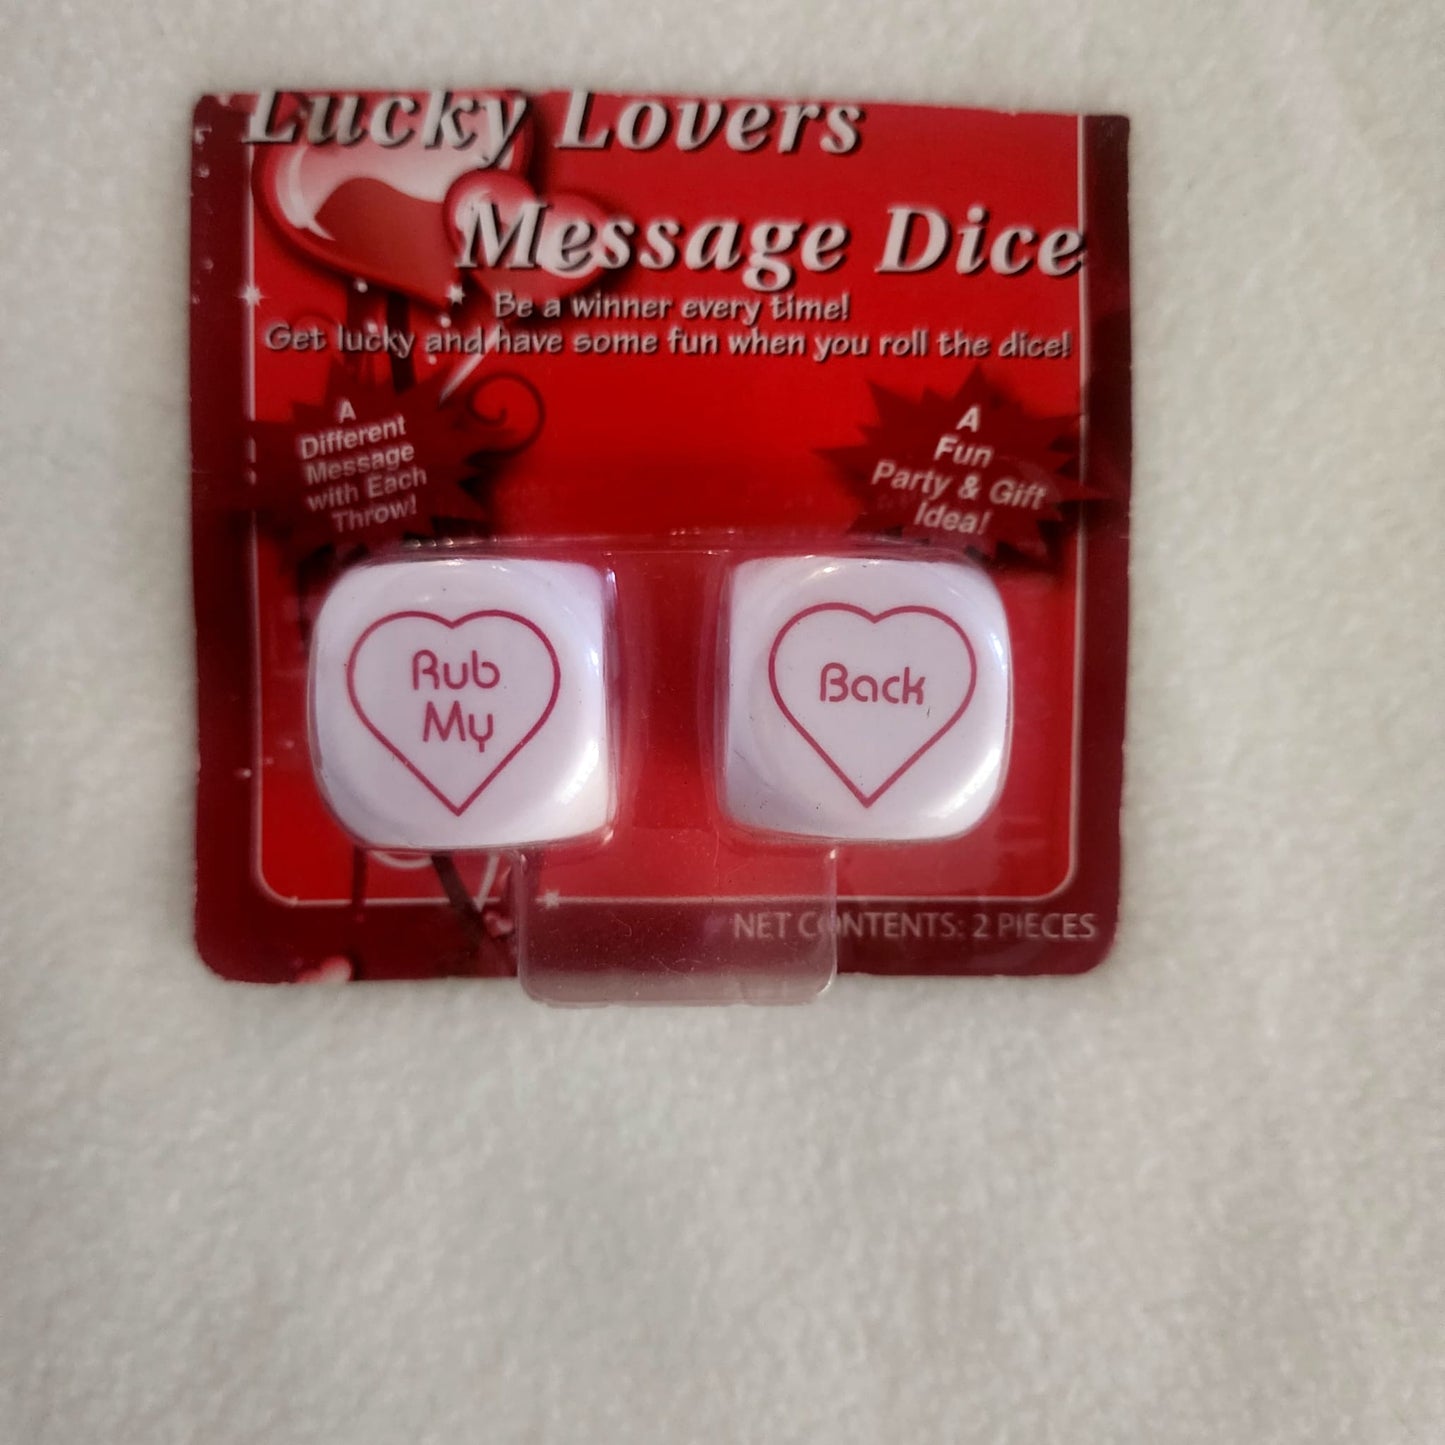 Lucky Lovers
Message Dice
Be a winner every time!
Get lucky and have some fun when you roll the dice!
A
Different
Message
with Each
Throw!
A
Fun
Party & Gift
Idea!
Rub
My
Back
NET CONTENTS: 2 PIECES